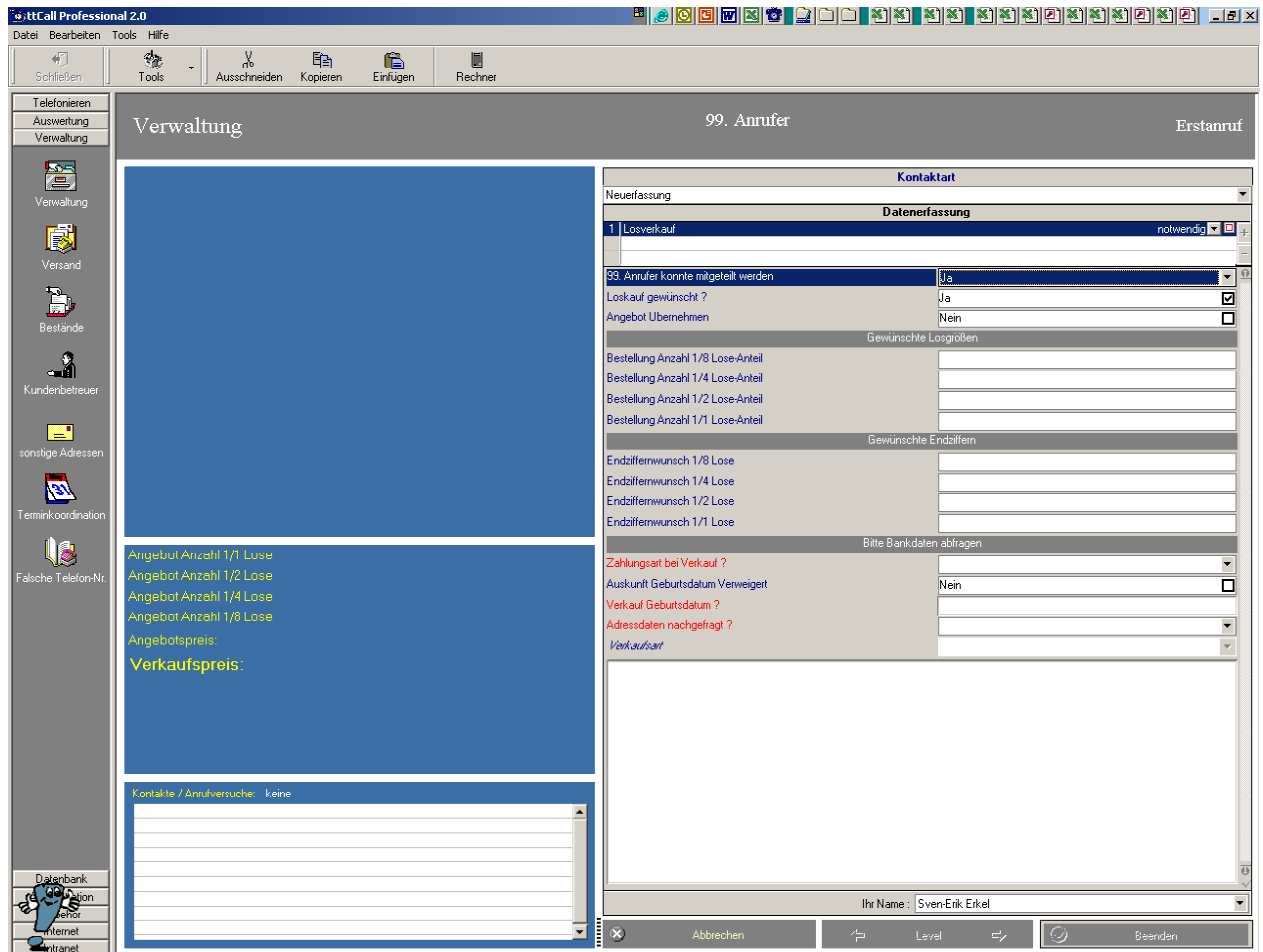 ttCall Professional 2.0
Datei Bearbeiten Tools Hilfe
Schließen Tools Ausschneiden Kopieren Einfügen Rechner
Telefonieren
Auswertung
Verwaltung
Verwaltung
Versand
Bestände
Kundenbetreuer
sonstige Adressen
31
Terminkoordination
Falsche Telefon-Nr.
Datenbank
Internet
Intranet
Verwaltung 99. Anrufer Erstanruf
Angebot Anzahl 1/1 Lose
Angebot Anzahl 1/2 Lose
Angebot Anzahl 1/4 Lose
Angebot Anzahl 1/8 Lose
Angebotspreis:
Verkaufspreis:
Kontakte / Anrufversuche: keine
Kontaktart
Neuerfassung
Datenerfassung
1 Losverkauf notwendig
99. Anrufer konnte mitgeteilt werden Ja
Loskauf gewünscht ? Ja
Angebot Übernehmen Nein
Gewünschte Losgrößen
Bestellung Anzahl 1/8 Lose-Anteil
Bestellung Anzahl 1/4 Lose-Anteil
Bestellung Anzahl 1/2 Lose-Anteil
Bestellung Anzahl 1/1 Lose-Anteil
Gewünschte Endziffern
Endziffernwunsch 1/8 Lose
Endziffernwunsch 1/4 Lose
Endziffernwunsch 1/2 Lose
Endziffernwunsch 1/1 Lose
Bitte Bankdaten abfragen
Zahlungsart bei Verkauf ?
Auskunft Geburtsdatum Verweigert Nein
Verkauf Geburtsdatum ?
Adressdaten nachgefragt ?
Verkaufsart
Ihr Name : Sven-Erik Erkel
Abbrechen Level Beenden